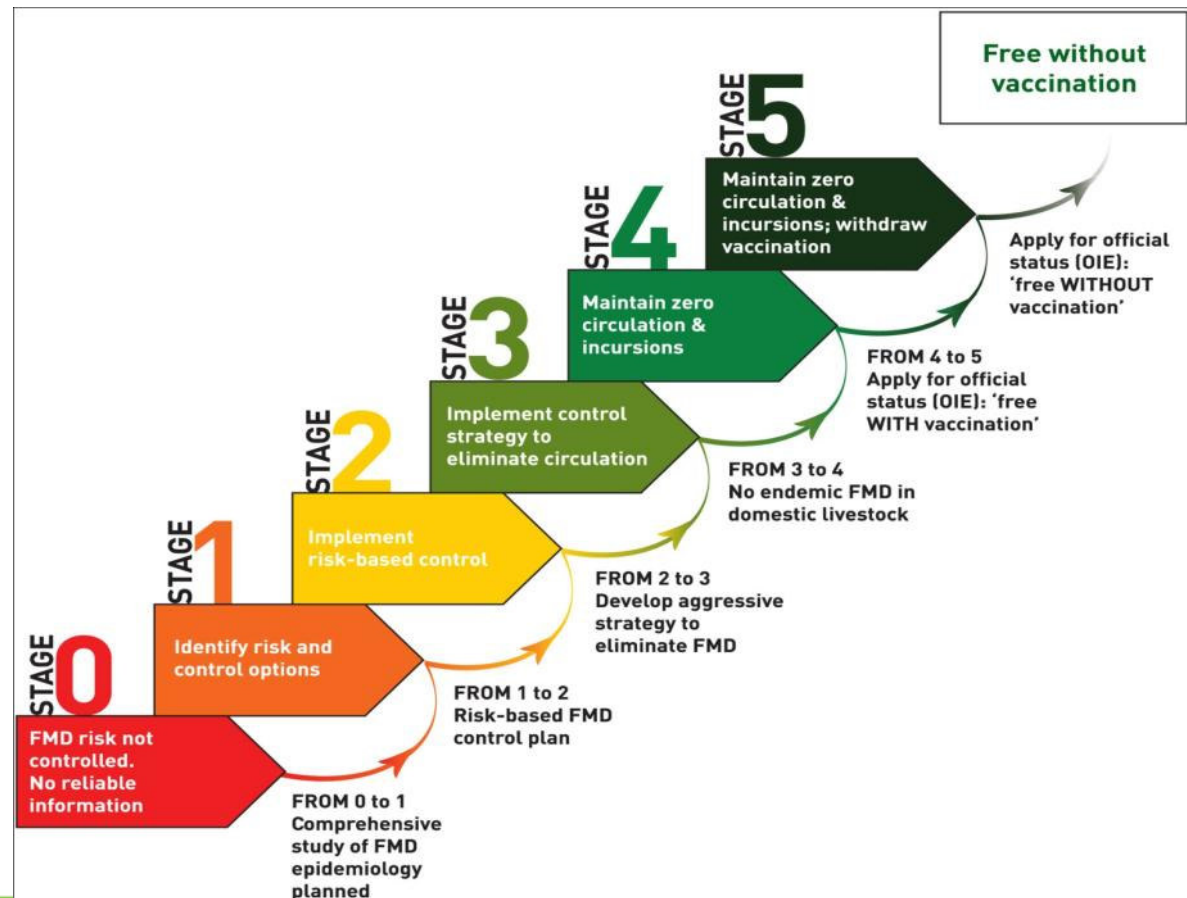 Free without
vaccination
STAGE 5
Maintain zero
circulation &
incursions; withdraw
vaccination
Apply for official
status (OIE):
‘free WITHOUT
vaccination’
STAGE 4
Maintain zero
circulation &
incursions
FROM 4 to 5
Apply for official
status (OIE): ‘free
WITH vaccination’
STAGE 3
Implement control
strategy to
eliminate circulation
FROM 3 to 4
No endemic FMD in
domestic livestock
STAGE 2
Implement
risk-based control
FROM 2 to 3
Develop aggressive
strategy to
eliminate FMD
STAGE 1
Identify risk and
control options
FROM 1 to 2
Risk-based FMD
control plan
STAGE 0
FMD risk not
controlled.
No reliable
information
FROM 0 to 1
Comprehensive
study of FMD
epidemiology
planned